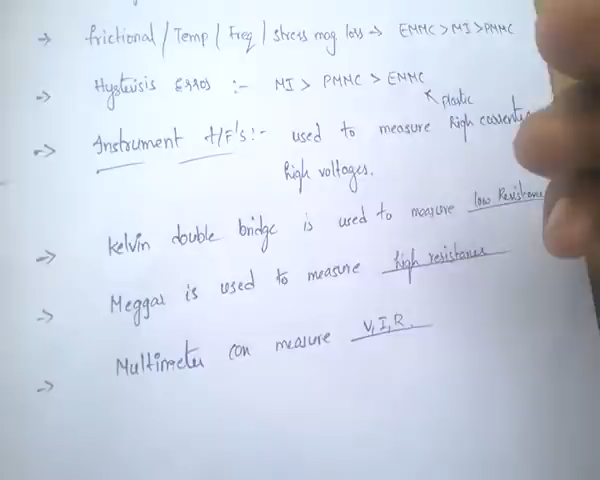 → frictional / Temp / Freq / stress mag loss → EMMC > MI > PMMC
→ Hysterisis Error :- MI > PMMC > EMMC
↖ plastic
→ Instrument t/F's :- used to measure high
high voltages.
→ Kelvin double bridge is used to measure low Resistance
→ Meggar is used to measure high resistance
→ Multimeter can measure V, I, R.